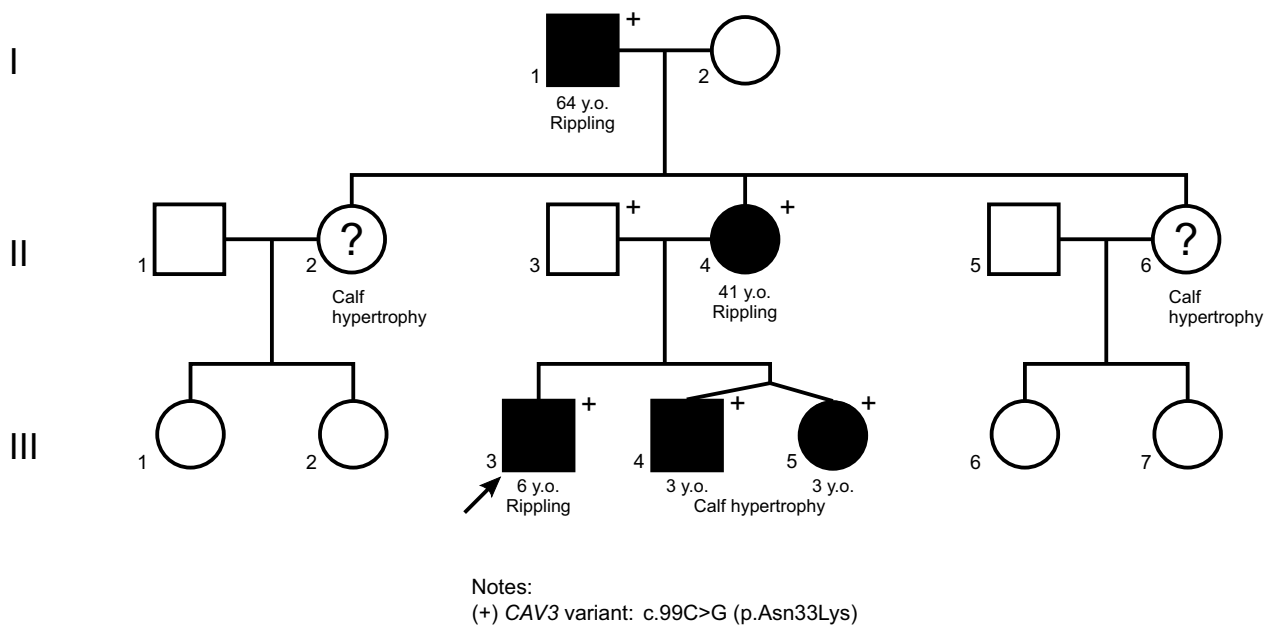 I
+
1
2
64 y.o.
Rippling
II
1
?
2
Calf
hypertrophy
+
3
+
4
41 y.o.
Rippling
5
?
6
Calf
hypertrophy
III
1
2
+
3
6 y.o.
Rippling
+
4
3 y.o.
+
5
3 y.o.
Calf hypertrophy
6
7
Notes:
(+) CAV3 variant: c.99C>G (p.Asn33Lys)